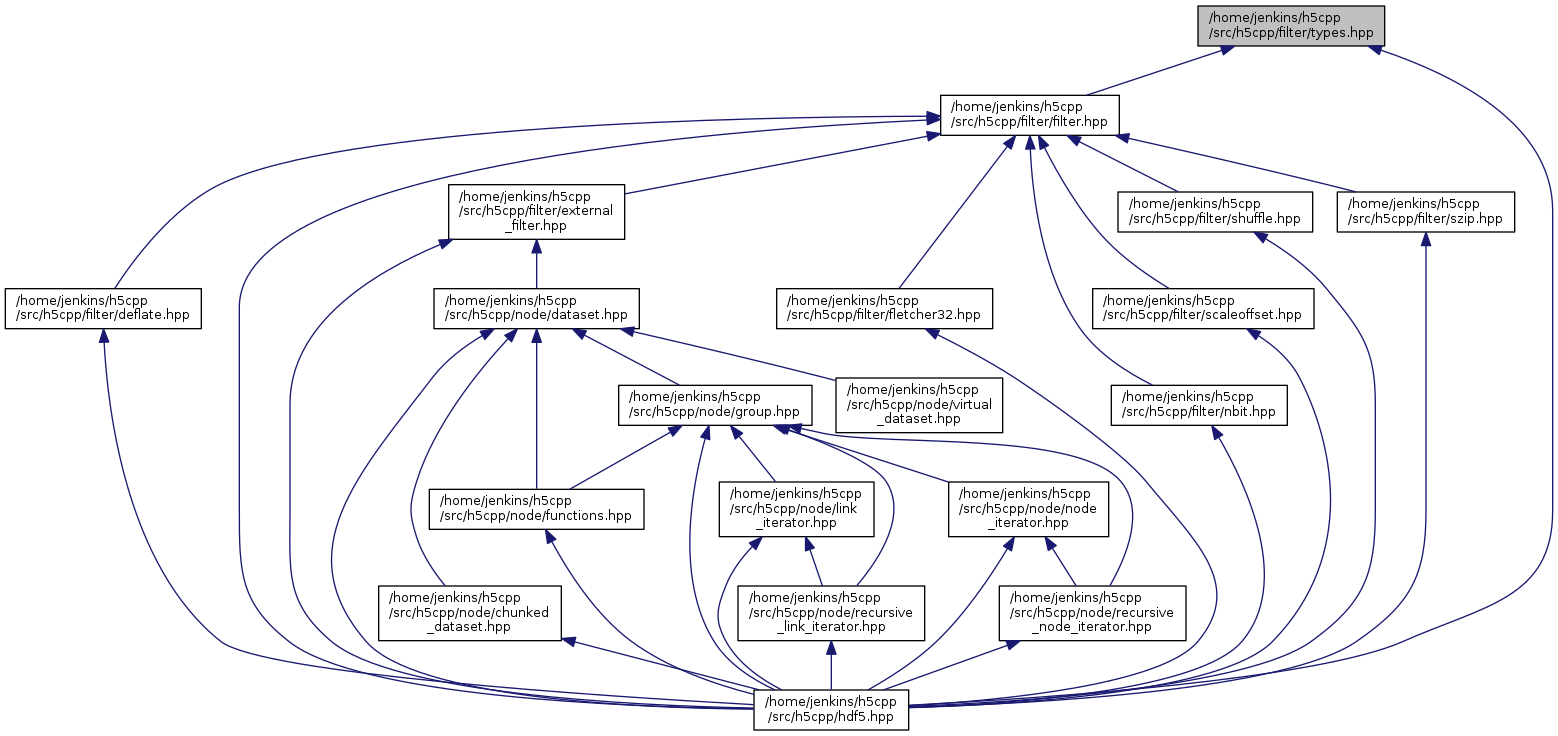 /home/jenkins/h5cpp
/src/h5cpp/filter/types.hpp
/home/jenkins/h5cpp
/src/h5cpp/filter/filter.hpp
/home/jenkins/h5cpp
/src/h5cpp/filter/external
_filter.hpp
/home/jenkins/h5cpp
/src/h5cpp/filter/shuffle.hpp
/home/jenkins/h5cpp
/src/h5cpp/filter/szip.hpp
/home/jenkins/h5cpp
/src/h5cpp/filter/deflate.hpp
/home/jenkins/h5cpp
/src/h5cpp/node/dataset.hpp
/home/jenkins/h5cpp
/src/h5cpp/filter/fletcher32.hpp
/home/jenkins/h5cpp
/src/h5cpp/filter/scaleoffset.hpp
/home/jenkins/h5cpp
/src/h5cpp/node/group.hpp
/home/jenkins/h5cpp
/src/h5cpp/node/virtual
_dataset.hpp
/home/jenkins/h5cpp
/src/h5cpp/filter/nbit.hpp
/home/jenkins/h5cpp
/src/h5cpp/node/functions.hpp
/home/jenkins/h5cpp
/src/h5cpp/node/link
_iterator.hpp
/home/jenkins/h5cpp
/src/h5cpp/node/node
_iterator.hpp
/home/jenkins/h5cpp
/src/h5cpp/node/chunked
_dataset.hpp
/home/jenkins/h5cpp
/src/h5cpp/node/recursive
_link_iterator.hpp
/home/jenkins/h5cpp
/src/h5cpp/node/recursive
_node_iterator.hpp
/home/jenkins/h5cpp
/src/h5cpp/hdf5.hpp